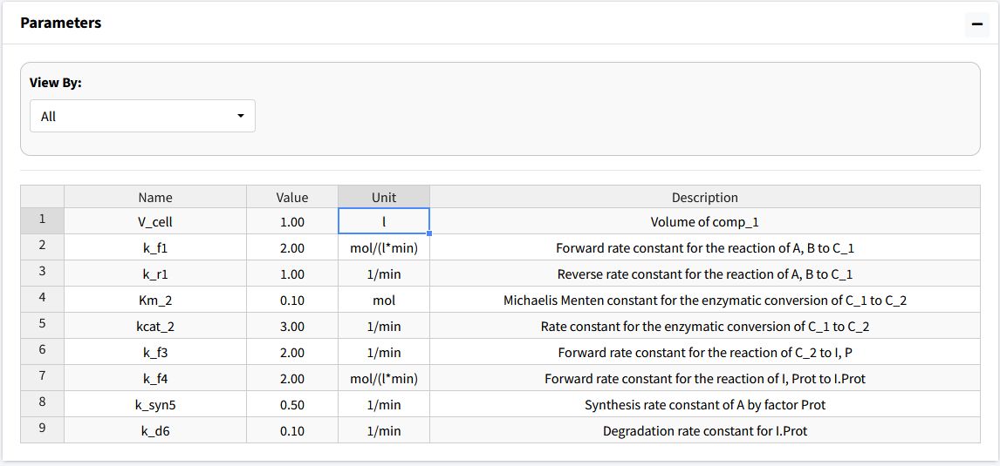 Parameters
View By:
All
Name Value Unit Description
1 V_cell 1.00 l Volume of comp_1
2 k_f1 2.00 mol/(l*min) Forward rate constant for the reaction of A, B to C_1
3 k_r1 1.00 1/min Reverse rate constant for the reaction of A, B to C_1
4 Km_2 0.10 mol Michaelis Menten constant for the enzymatic conversion of C_1 to C_2
5 kcat_2 3.00 1/min Rate constant for the enzymatic conversion of C_1 to C_2
6 k_f3 2.00 1/min Forward rate constant for the reaction of C_2 to I, P
7 k_f4 2.00 mol/(l*min) Forward rate constant for the reaction of I, Prot to I.Prot
8 k_syn5 0.50 1/min Synthesis rate constant of A by factor Prot
9 k_d6 0.10 1/min Degradation rate constant for I.Prot